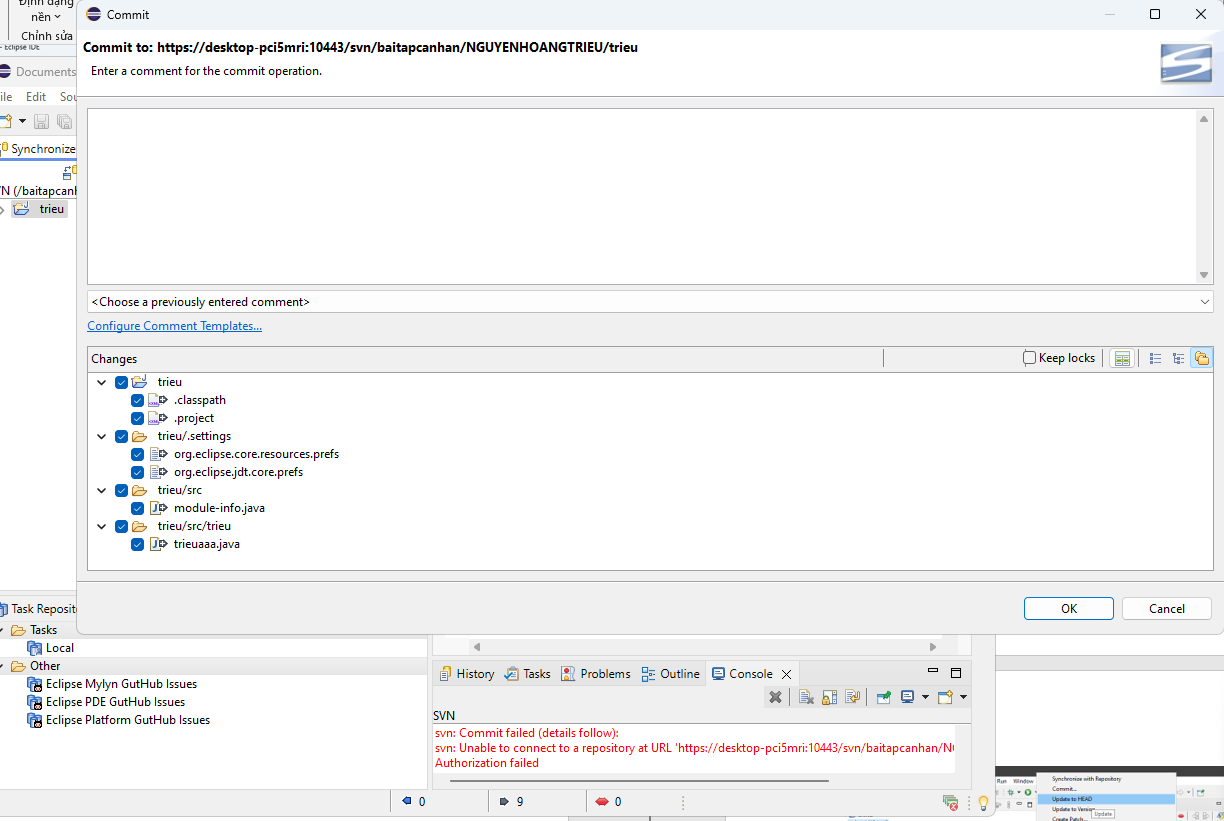 Định dạng
nền
Chỉnh sửa
- Eclipse IDE
Documents
ile Edit Sou
Synchronize
N (/baitapcanh
trieu
Commit
Commit to: https://desktop-pci5mri:10443/svn/baitapcanhan/NGUYENHOANGTRIEU/trieu
Enter a comment for the commit operation.
<Choose a previously entered comment>
Configure Comment Templates...
Changes
Keep locks
trieu
.classpath
.project
trieu/.settings
org.eclipse.core.resources.prefs
org.eclipse.jdt.core.prefs
trieu/src
module-info.java
trieu/src/trieu
trieuaaa.java
OK Cancel
Task Reposit
Tasks
Local
Other
Eclipse Mylyn GutHub Issues
Eclipse PDE GutHub Issues
Eclipse Platform GutHub Issues
History Tasks Problems Outline Console
SVN
svn: Commit failed (details follow):
svn: Unable to connect to a repository at URL 'https://desktop-pci5mri:10443/svn/baitapcanhan/NG
Authorization failed
0 9 0
Run Window
Synchronize with Repository
Commit...
Update to HEAD
Update to Version
Update
Create Patch...